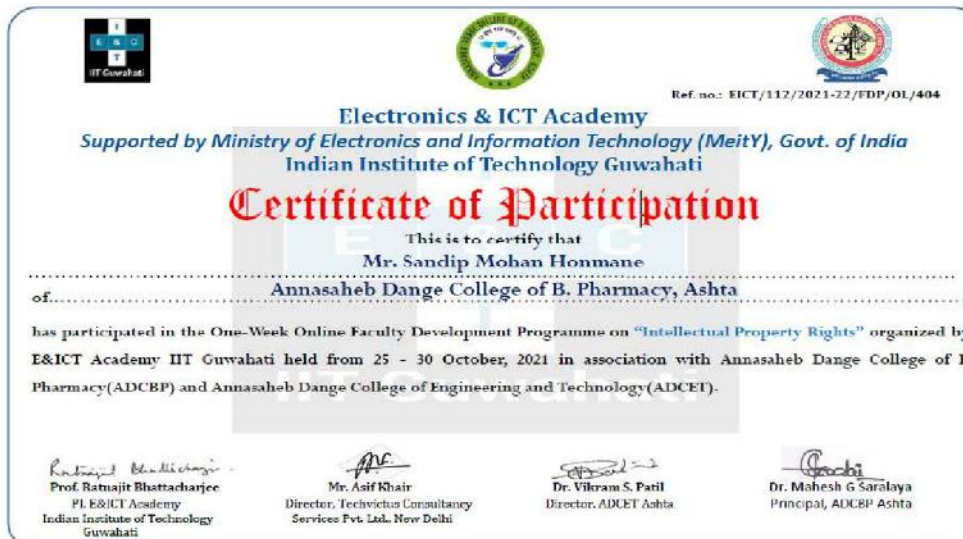 I
E & C
T
IIT Guwahati
Ref. no.: EICT/112/2021-22/FDP/OL/404
Electronics & ICT Academy
Supported by Ministry of Electronics and Information Technology (MeitY), Govt. of India
Indian Institute of Technology Guwahati
Certificate of Participation
This is to certify that
Mr. Sandip Mohan Honmane
of Annasaheb Dange College of B. Pharmacy, Ashta
has participated in the One-Week Online Faculty Development Programme on "Intellectual Property Rights" organized by
E&ICT Academy IIT Guwahati held from 25 - 30 October, 2021 in association with Annasaheb Dange College of
Pharmacy(ADCBP) and Annasaheb Dange College of Engineering and Technology(ADCET).
E & C
T
IIT Guwahati
Prof. Ratnajit Bhattacharjee
PI, E&ICT Academy
Indian Institute of Technology
Guwahati
Mr. Asif Khair
Director, Techvictus Consultancy
Services Pvt. Ltd., New Delhi
Dr. Vikram S. Patil
Director, ADCET Ashta
Dr. Mahesh G Saralaya
Principal, ADCBP Ashta